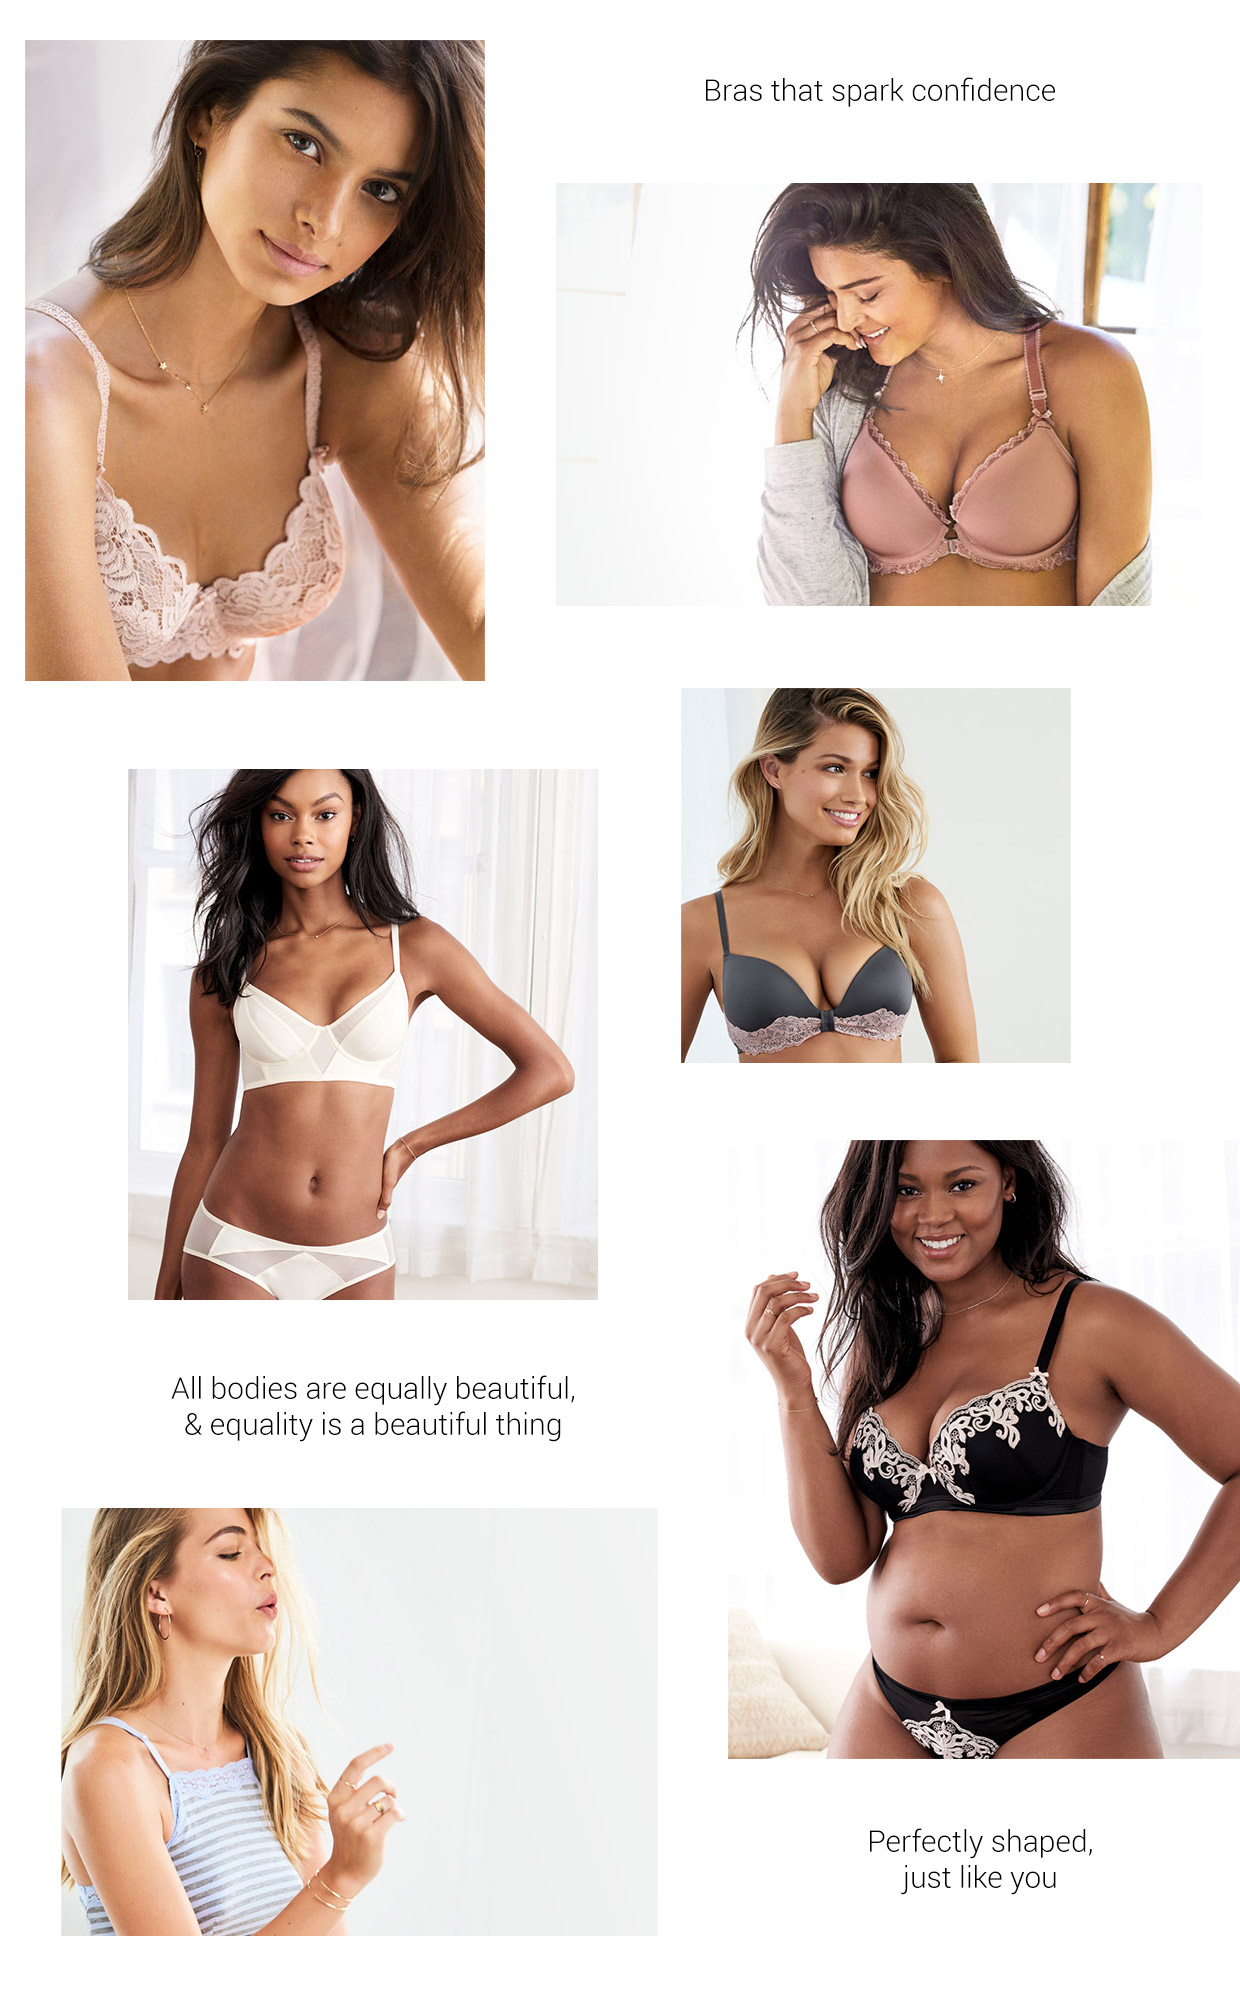 Bras that spark confidence
All bodies are equally beautiful,
& equality is a beautiful thing
Perfectly shaped,
just like you